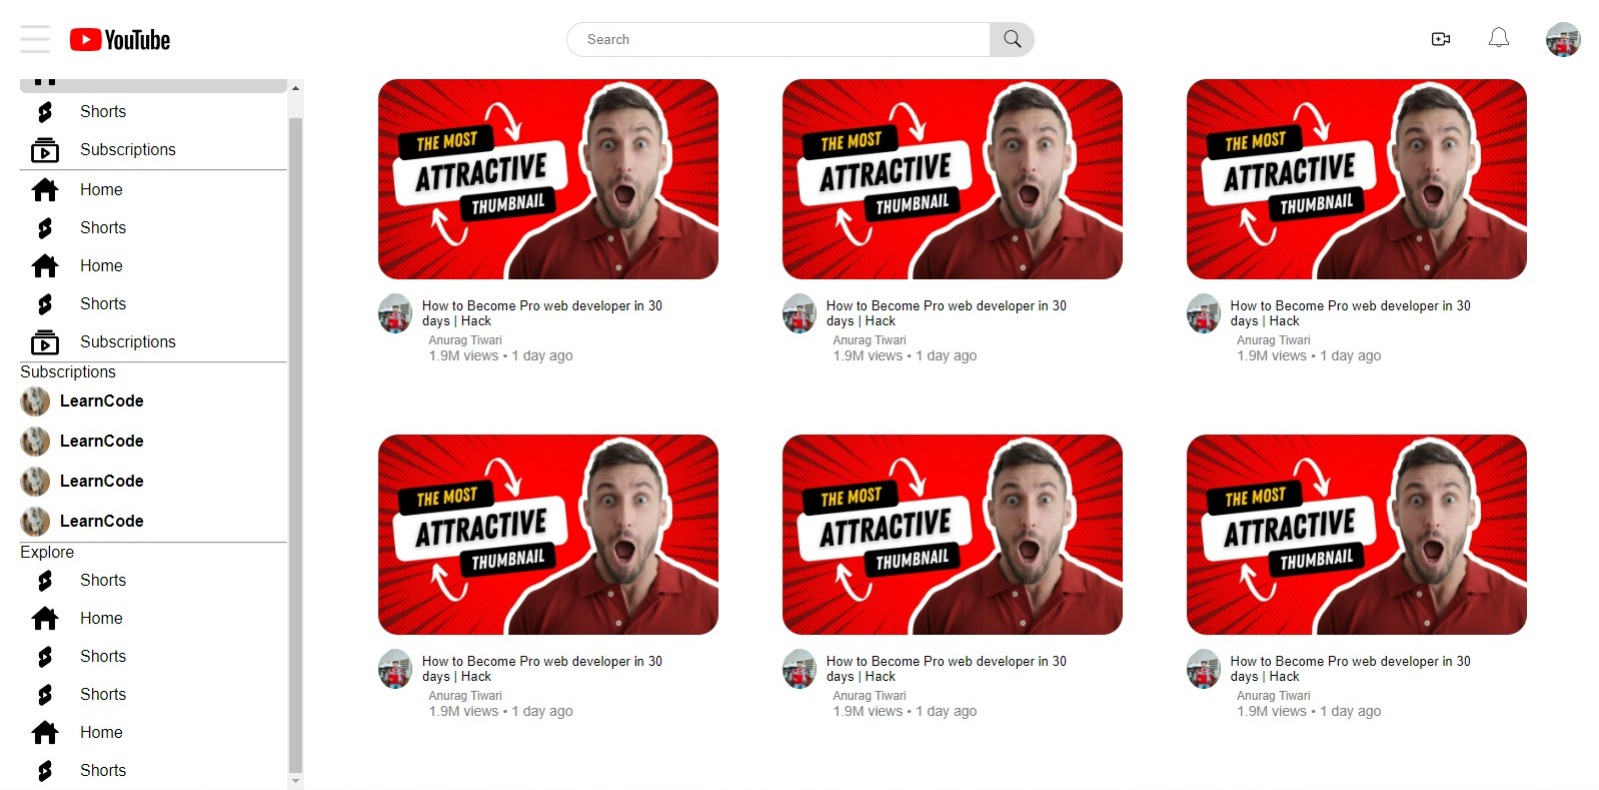 YouTube
Search
Shorts
Subscriptions
Home
Shorts
Home
Shorts
Subscriptions
Subscriptions
LearnCode
LearnCode
LearnCode
LearnCode
Explore
Shorts
Home
Shorts
Shorts
Home
Shorts
THE MOST
ATTRACTIVE
THUMBNAIL
How to Become Pro web developer in 30
days | Hack
Anurag Tiwari
1.9M views • 1 day ago
THE MOST
ATTRACTIVE
THUMBNAIL
How to Become Pro web developer in 30
days | Hack
Anurag Tiwari
1.9M views • 1 day ago
THE MOST
ATTRACTIVE
THUMBNAIL
How to Become Pro web developer in 30
days | Hack
Anurag Tiwari
1.9M views • 1 day ago
THE MOST
ATTRACTIVE
THUMBNAIL
How to Become Pro web developer in 30
days | Hack
Anurag Tiwari
1.9M views • 1 day ago
THE MOST
ATTRACTIVE
THUMBNAIL
How to Become Pro web developer in 30
days | Hack
Anurag Tiwari
1.9M views • 1 day ago
THE MOST
ATTRACTIVE
THUMBNAIL
How to Become Pro web developer in 30
days | Hack
Anurag Tiwari
1.9M views • 1 day ago